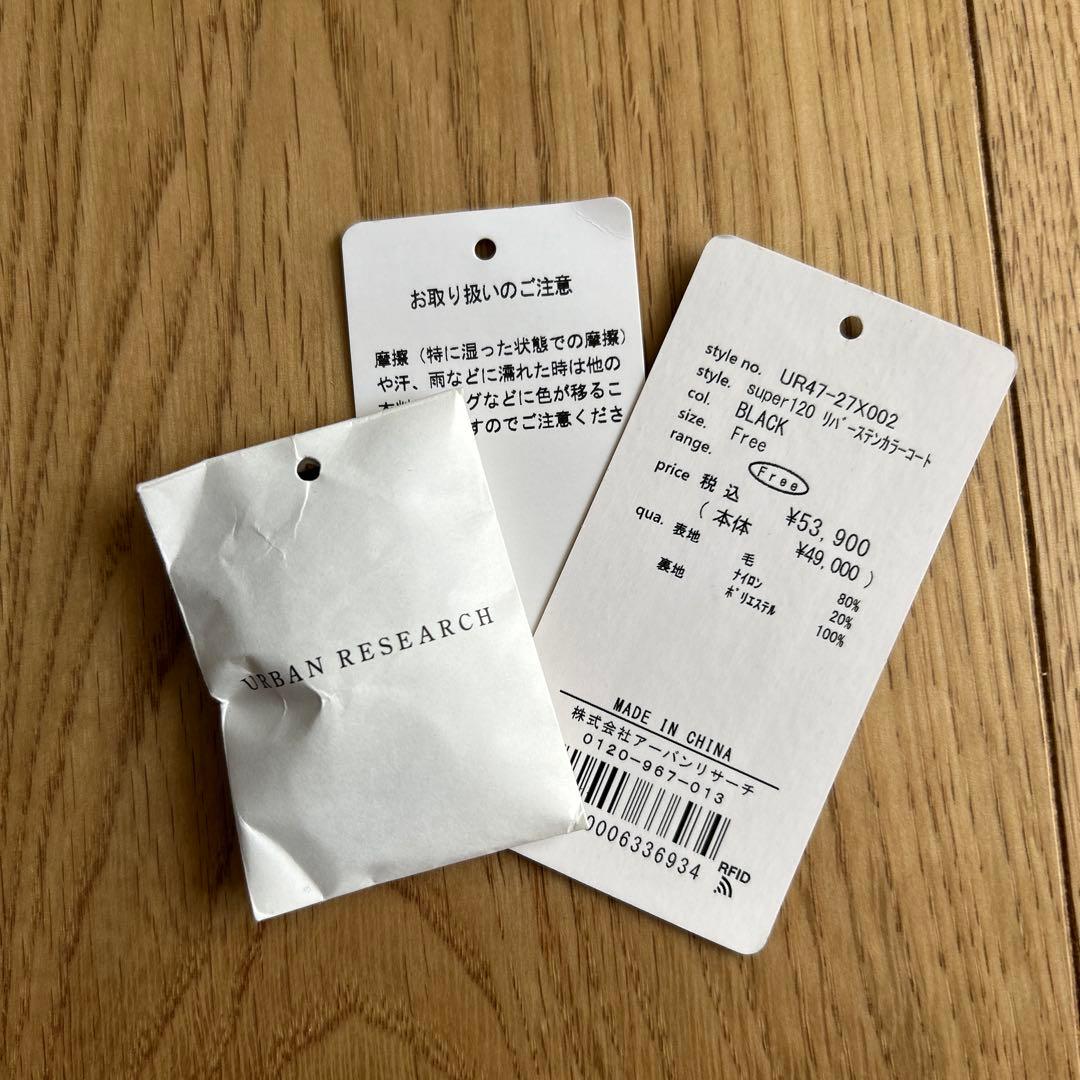 お取り扱いのご注意
摩擦（特に湿った状態での摩擦）
や汗、雨などに濡れた時は他の
グなどに色が移るこ
すのでご注意くださ
URBAN RESEARCH
style no. UR47-27X002
style. super120 ﾘﾊﾞｰｽﾃﾝｶﾗｰｺｰﾄ
col. BLACK
size. Free
range. Free
price 税込 ¥53,900
(本体 ¥49,000)
qua. 表地 毛 80%
ﾅｲﾛﾝ 20%
裏地 ﾎﾟﾘｴｽﾃﾙ 100%
MADE IN CHINA
株式会社アーバンリサーチ
0120-967-013
0006336934
RFID